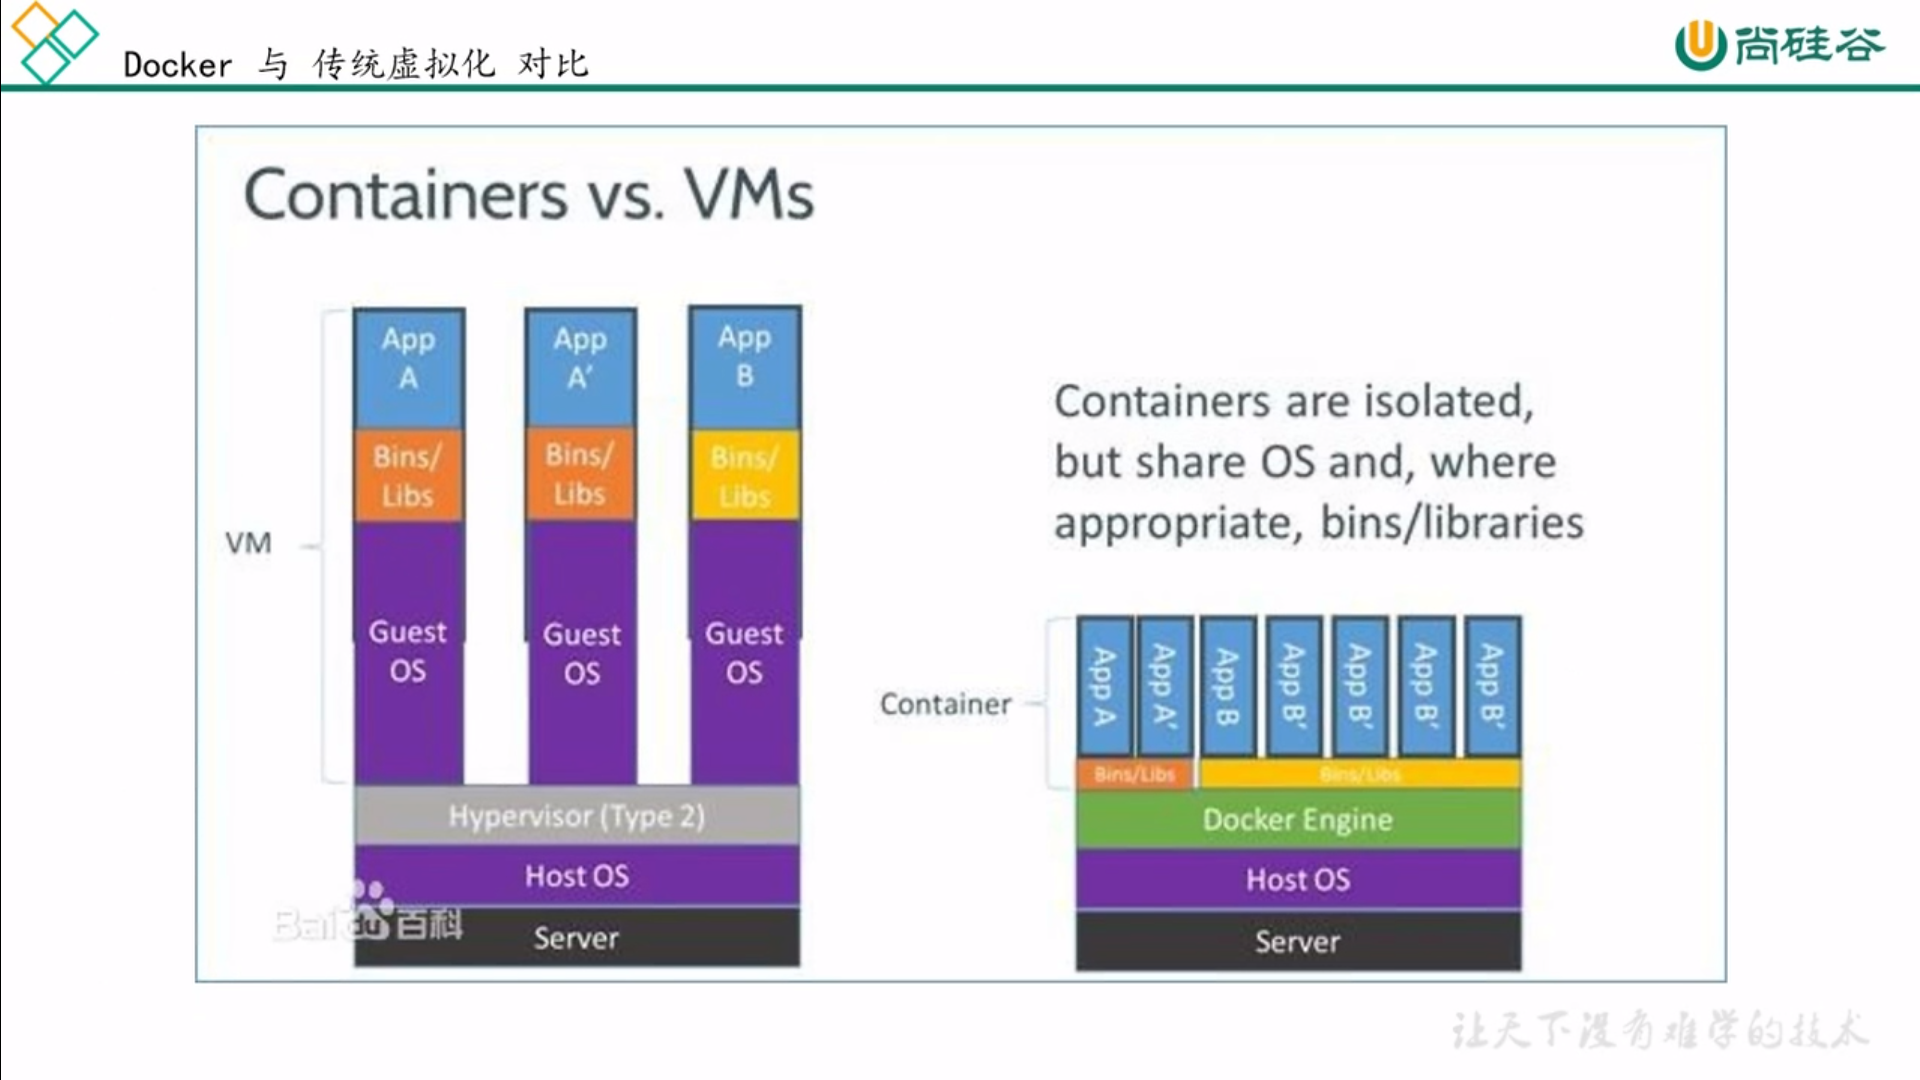 Docker 与 传统虚拟化 对比
尚硅谷
Containers vs. VMs
App
A
App
A′
App
B
Bins/
Libs
Bins/
Libs
Bins/
Libs
VM
Guest
OS
Guest
OS
Guest
OS
Hypervisor (Type 2)
Host OS
Server
Baidu百科
Containers are isolated,
but share OS and, where
appropriate, bins/libraries
Container
App A
App A′
App B
App B′
App B′
App B′
App B′
Bins/Libs
Bins/Libs
Docker Engine
Host OS
Server
让天下没有难学的技术